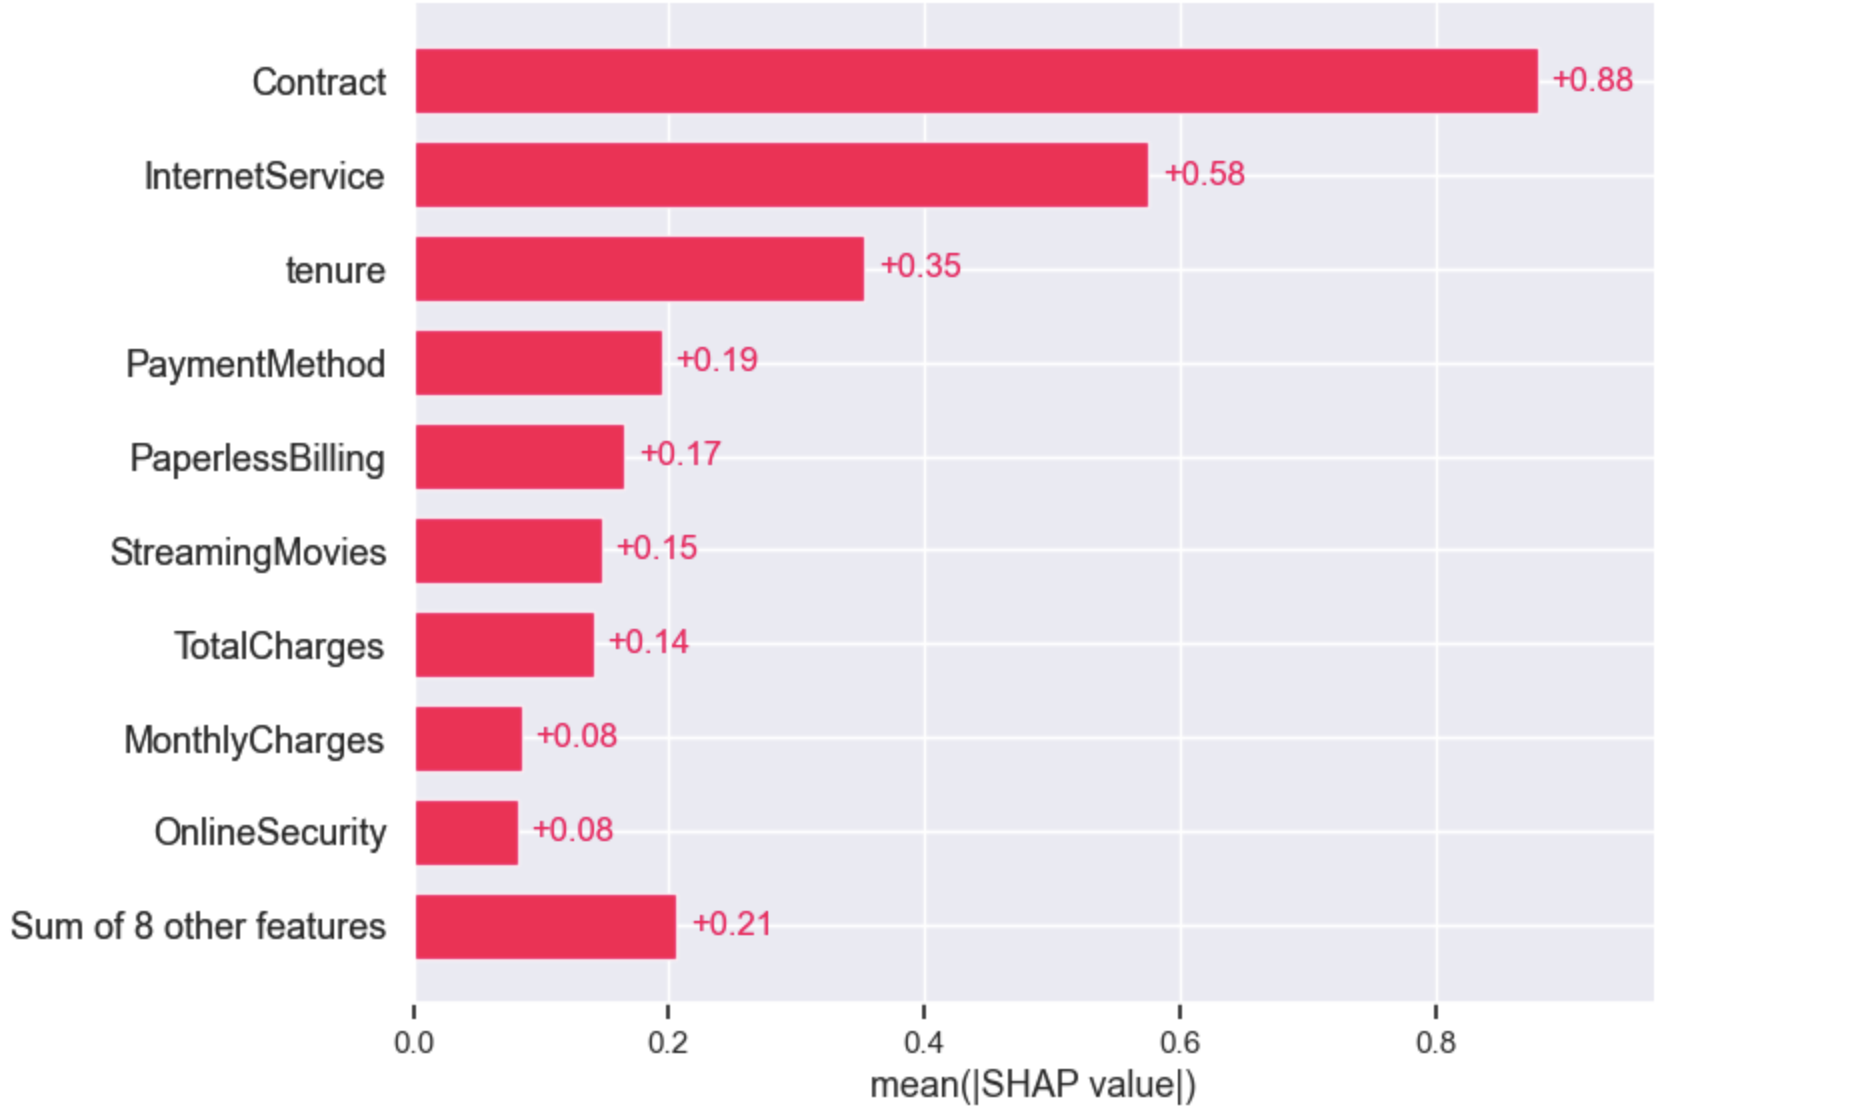 Contract +0.88
InternetService +0.58
tenure +0.35
PaymentMethod +0.19
PaperlessBilling +0.17
StreamingMovies +0.15
TotalCharges +0.14
MonthlyCharges +0.08
OnlineSecurity +0.08
Sum of 8 other features +0.21
0.0 0.2 0.4 0.6 0.8
mean(|SHAP value|)